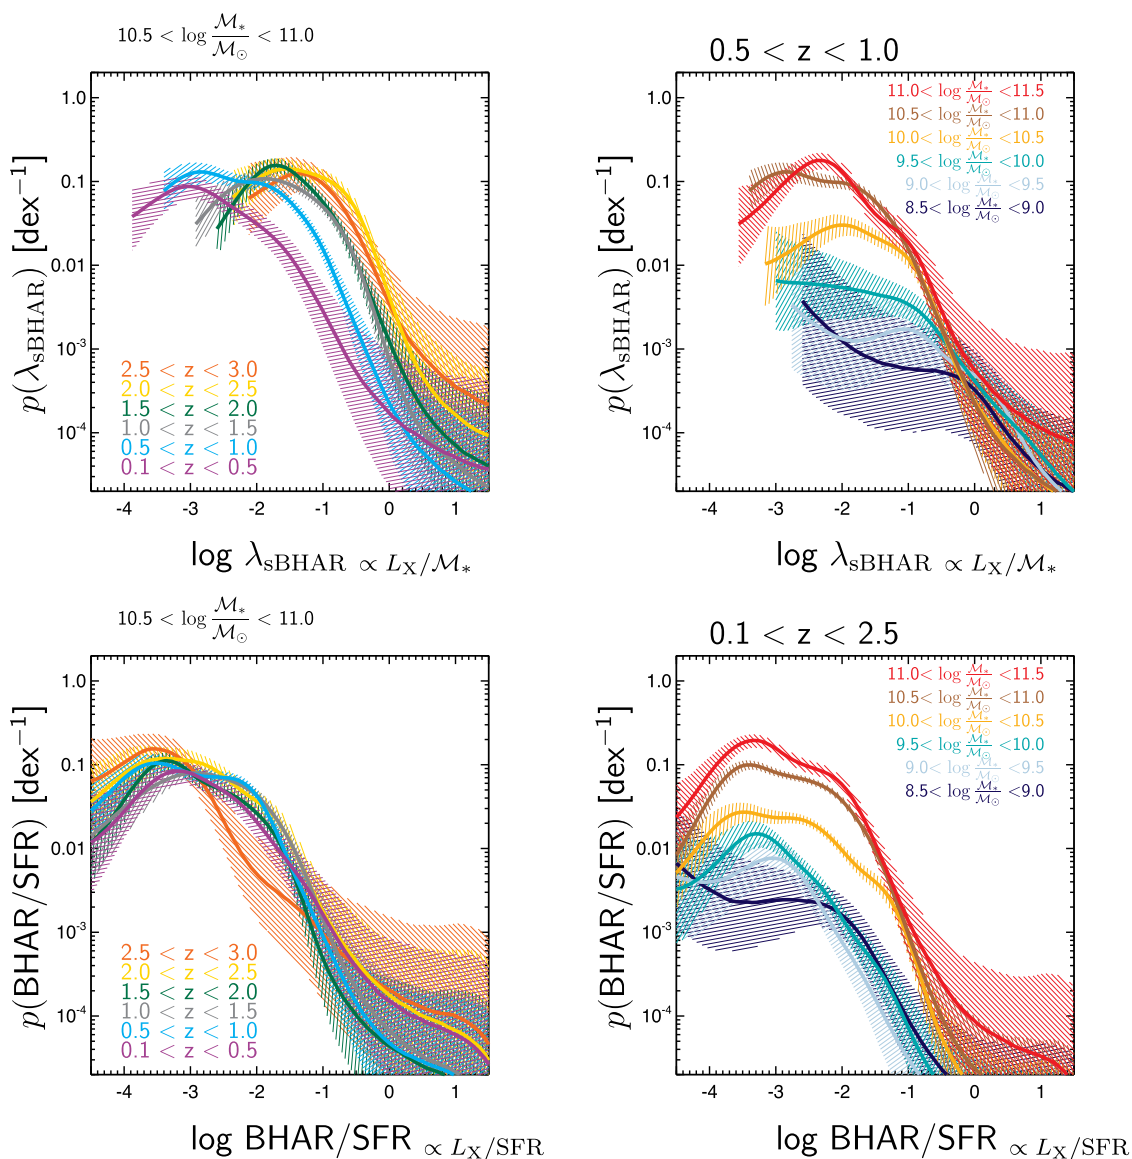 10.5 < log M∗/M⊙ < 11.0
p(λsBHAR) [dex−1]
1.0
0.1
0.01
10−3
10−4
2.5 < z < 3.0
2.0 < z < 2.5
1.5 < z < 2.0
1.0 < z < 1.5
0.5 < z < 1.0
0.1 < z < 0.5
-4 -3 -2 -1 0 1
log λsBHAR ∝ LX/M∗
0.5 < z < 1.0
p(λsBHAR) [dex−1]
1.0
0.1
0.01
10−3
10−4
11.0< log M∗/M⊙ <11.5
10.5< log M∗/M⊙ <11.0
10.0< log M∗/M⊙ <10.5
9.5< log M∗/M⊙ <10.0
9.0< log M∗/M⊙ <9.5
8.5< log M∗/M⊙ <9.0
-4 -3 -2 -1 0 1
log λsBHAR ∝ LX/M∗
10.5 < log M∗/M⊙ < 11.0
p(BHAR/SFR) [dex−1]
1.0
0.1
0.01
10−3
10−4
2.5 < z < 3.0
2.0 < z < 2.5
1.5 < z < 2.0
1.0 < z < 1.5
0.5 < z < 1.0
0.1 < z < 0.5
-4 -3 -2 -1 0 1
log BHAR/SFR ∝ LX/SFR
0.1 < z < 2.5
p(BHAR/SFR) [dex−1]
1.0
0.1
0.01
10−3
10−4
11.0< log M∗/M⊙ <11.5
10.5< log M∗/M⊙ <11.0
10.0< log M∗/M⊙ <10.5
9.5< log M∗/M⊙ <10.0
9.0< log M∗/M⊙ <9.5
8.5< log M∗/M⊙ <9.0
-4 -3 -2 -1 0 1
log BHAR/SFR ∝ LX/SFR